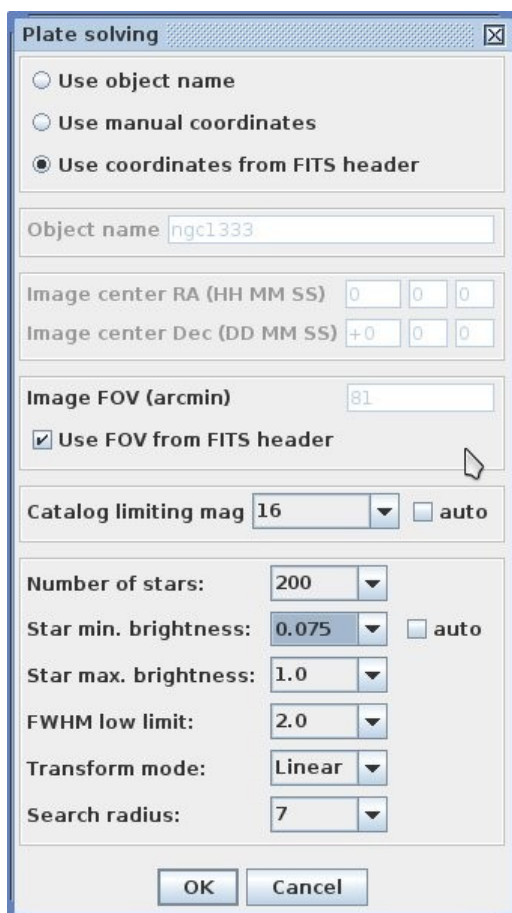 Plate solving
Use object name
Use manual coordinates
Use coordinates from FITS header
Object name ngc1333
Image center RA (HH MM SS) 0 0 0
Image center Dec (DD MM SS) +0 0 0
Image FOV (arcmin) 81
Use FOV from FITS header
Catalog limiting mag 16 auto
Number of stars: 200
Star min. brightness: 0.075 auto
Star max. brightness: 1.0
FWHM low limit: 2.0
Transform mode: Linear
Search radius: 7
OK Cancel